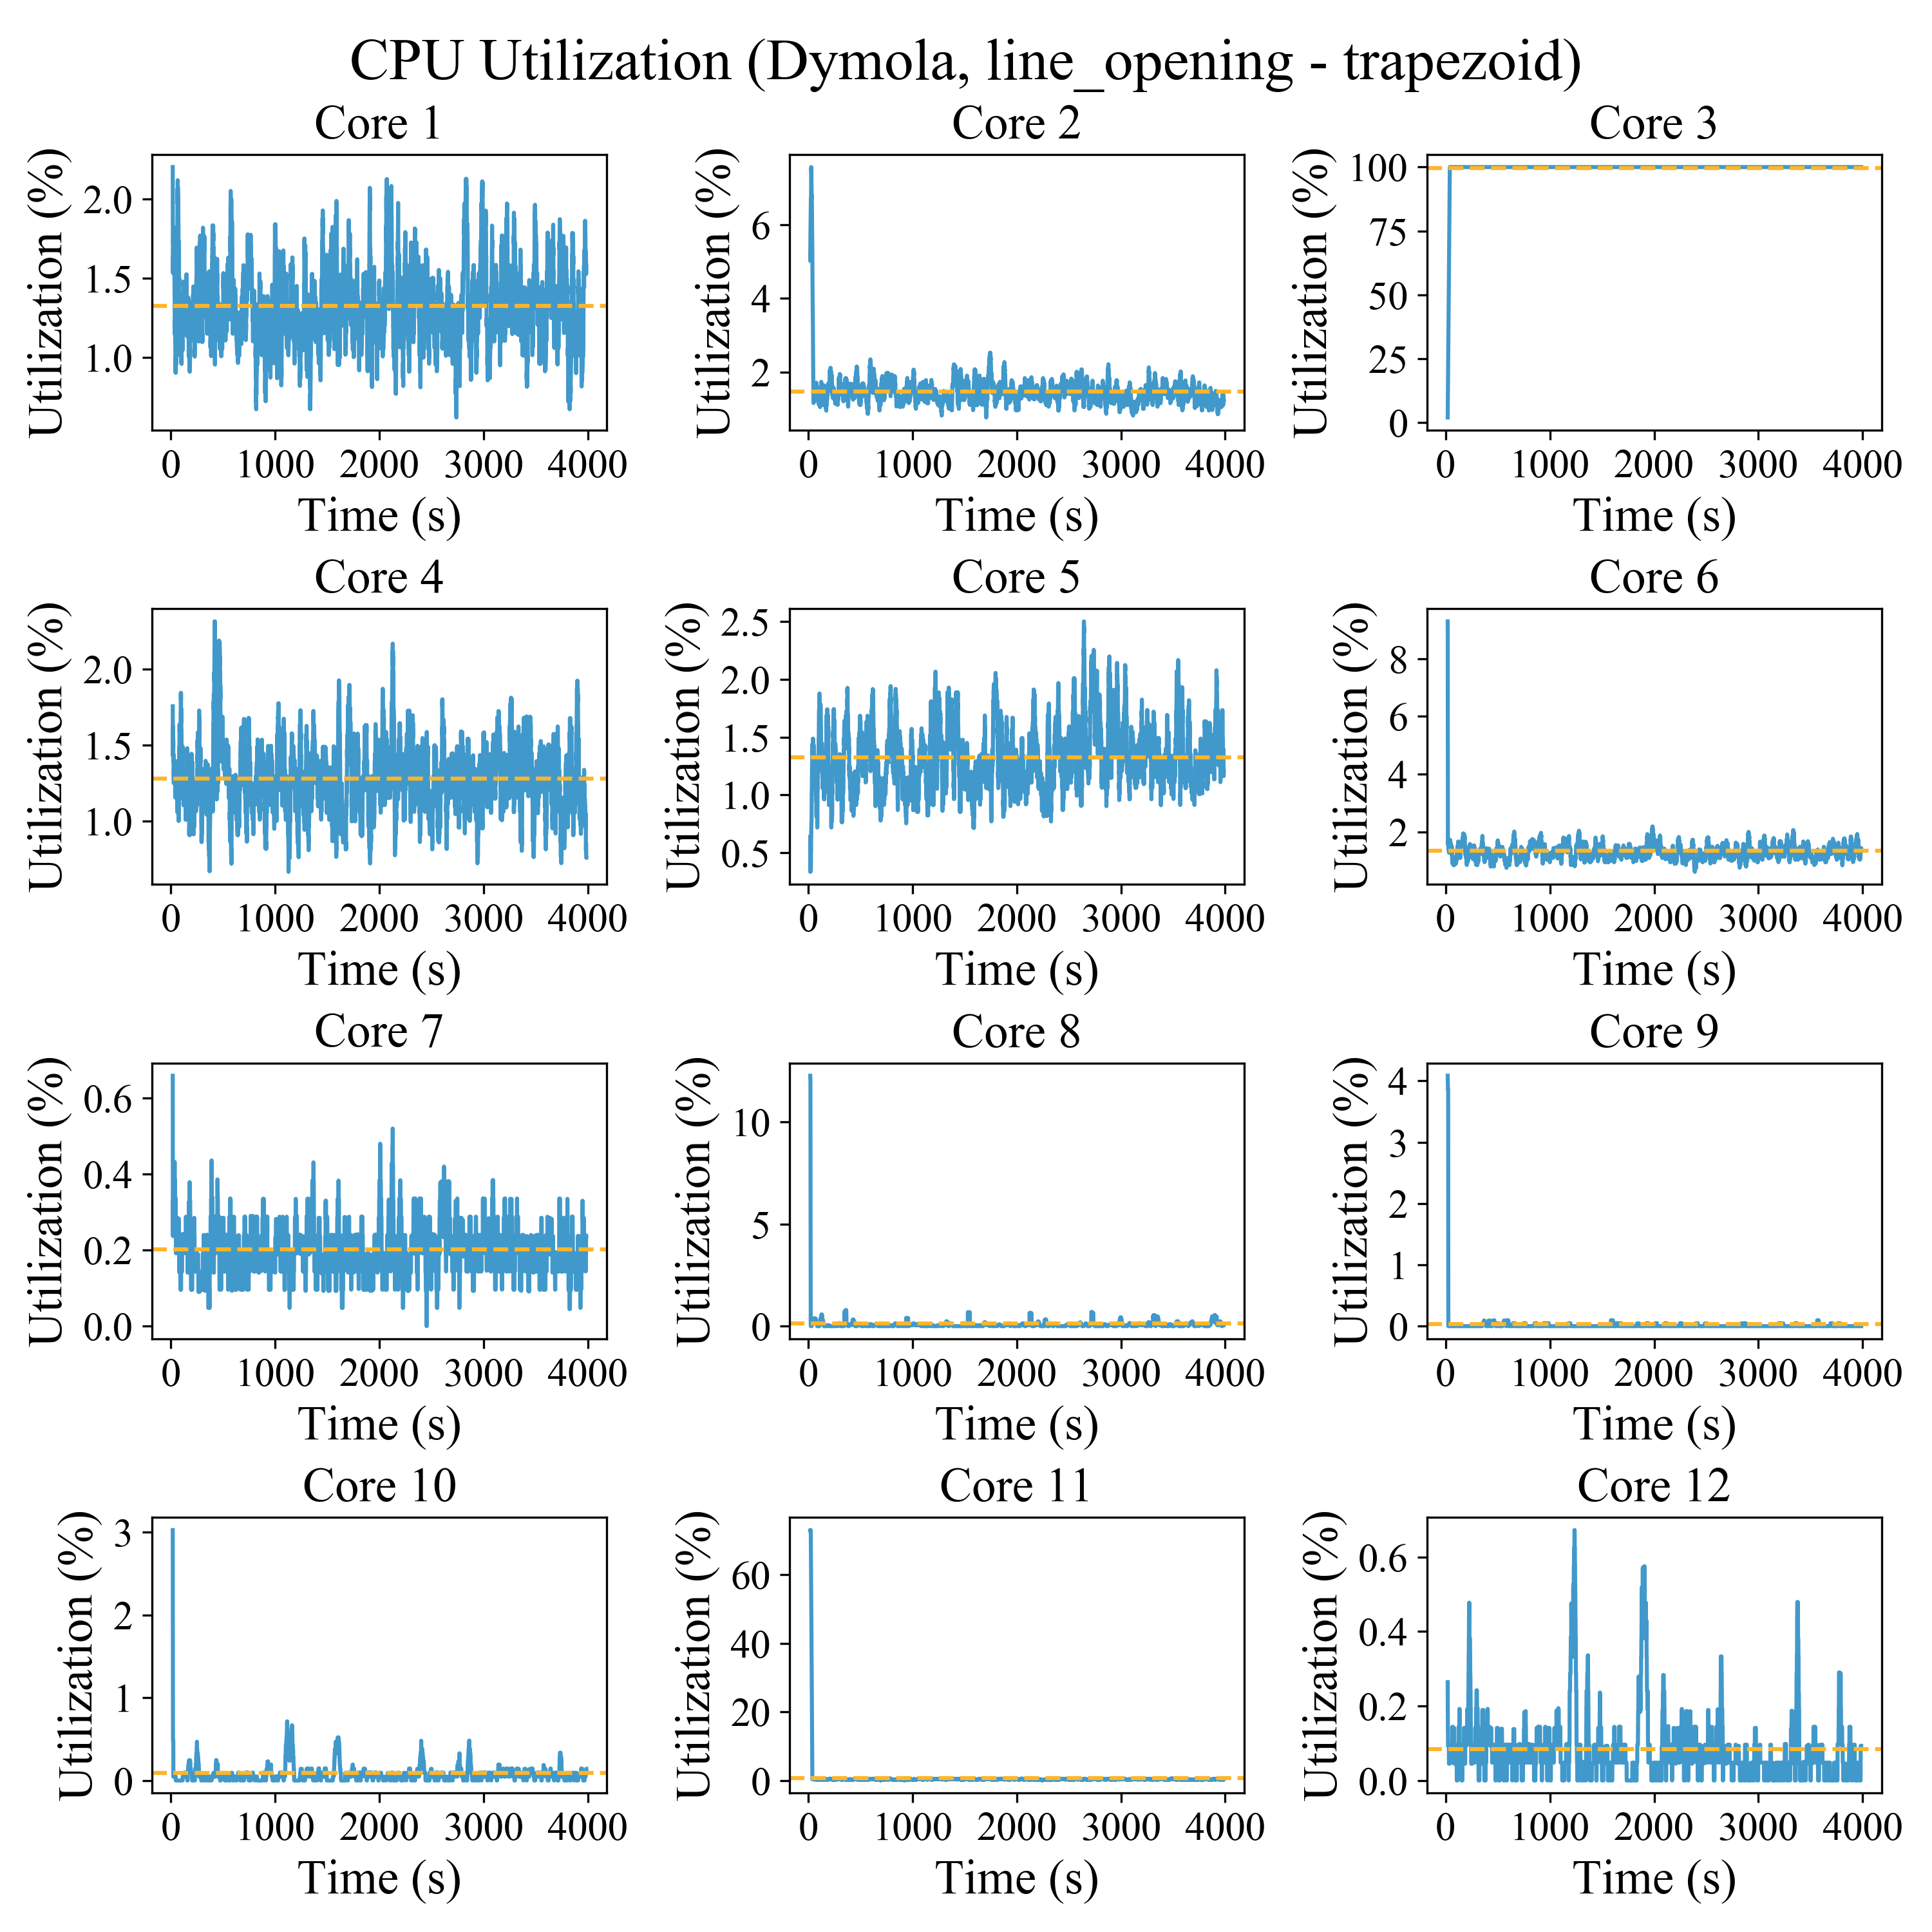 CPU Utilization (Dymola, line_opening - trapezoid)
Core 1
Utilization (%)
2.0
1.5
1.0
0 1000 2000 3000 4000
Time (s)
Core 2
Utilization (%)
6
4
2
0 1000 2000 3000 4000
Time (s)
Core 3
Utilization (%)
100
75
50
25
0
0 1000 2000 3000 4000
Time (s)
Core 4
Utilization (%)
2.0
1.5
1.0
0 1000 2000 3000 4000
Time (s)
Core 5
Utilization (%)
2.5
2.0
1.5
1.0
0.5
0 1000 2000 3000 4000
Time (s)
Core 6
Utilization (%)
8
6
4
2
0 1000 2000 3000 4000
Time (s)
Core 7
Utilization (%)
0.6
0.4
0.2
0.0
0 1000 2000 3000 4000
Time (s)
Core 8
Utilization (%)
10
5
0
0 1000 2000 3000 4000
Time (s)
Core 9
Utilization (%)
4
3
2
1
0
0 1000 2000 3000 4000
Time (s)
Core 10
Utilization (%)
3
2
1
0
0 1000 2000 3000 4000
Time (s)
Core 11
Utilization (%)
60
40
20
0
0 1000 2000 3000 4000
Time (s)
Core 12
Utilization (%)
0.6
0.4
0.2
0.0
0 1000 2000 3000 4000
Time (s)